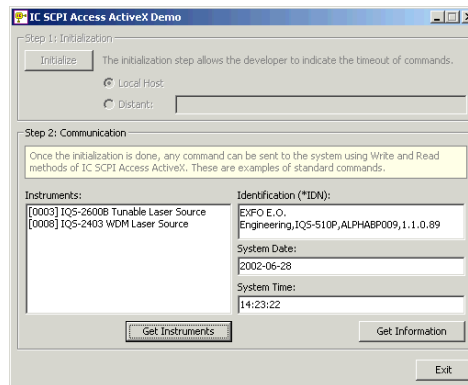 IC SCPI Access ActiveX Demo
Step 1: Initialization
Initialize
The initialization step allows the developer to indicate the timeout of commands.
Local Host
Distant:
Step 2: Communication
Once the initialization is done, any command can be sent to the system using Write and Read
methods of IC SCPI Access ActiveX. These are examples of standard commands.
Instruments:
[0003] IQS-2600B Tunable Laser Source
[0008] IQS-2403 WDM Laser Source
Identification (*IDN):
EXFO E.O.
Engineering,IQS-510P,ALPHABP009,1.1.0.89
System Date:
2002-06-28
System Time:
14:23:22
Get Instruments
Get Information
Exit